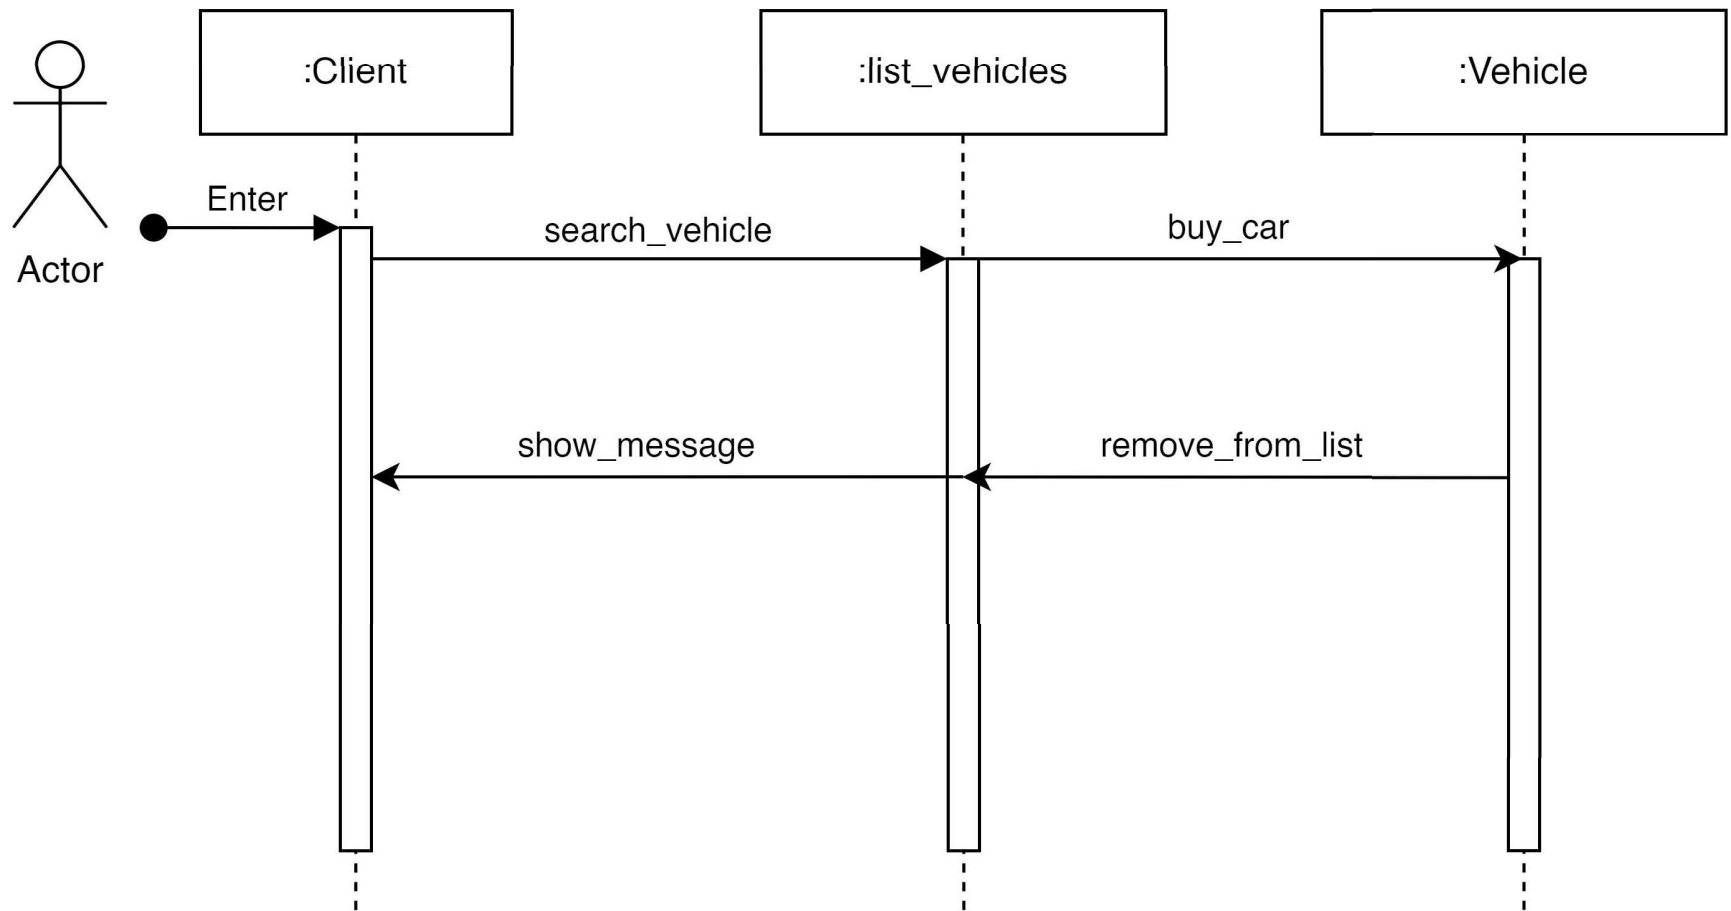 :Client
:list_vehicles
:Vehicle
Enter
search_vehicle
buy_car
Actor
show_message
remove_from_list